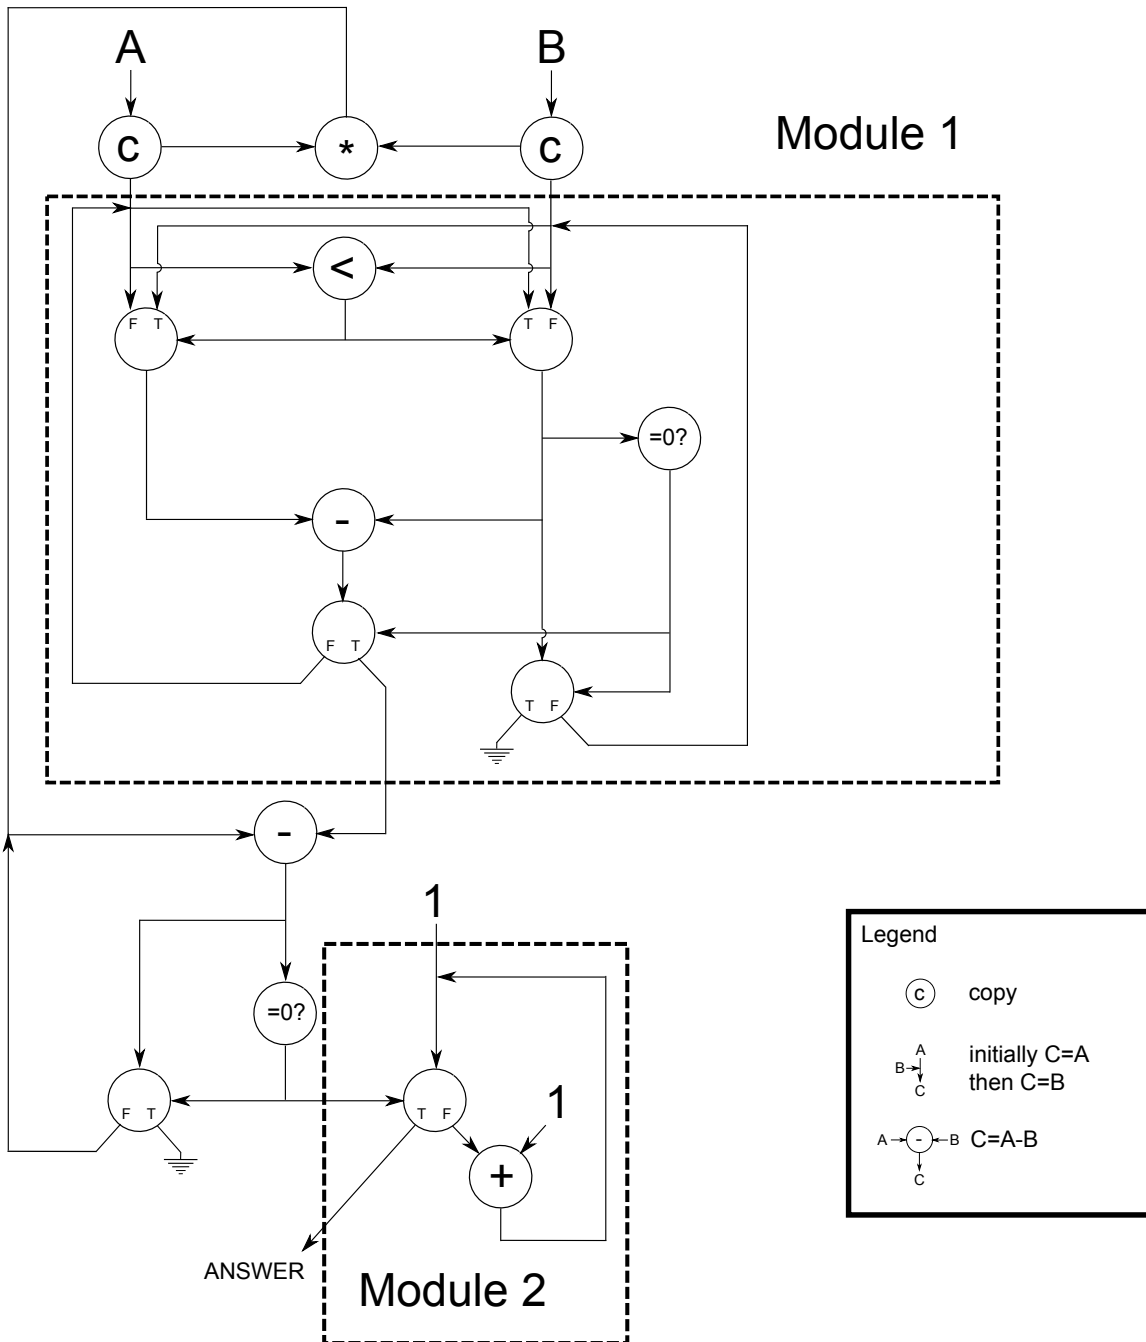 A B
c * c
Module 1
<
F T T F
=0?
-
F T
T F
-
1
=0?
F T T F
1
+
ANSWER
Module 2
Legend
c copy
A
B
C
initially C=A
then C=B
A - B C=A-B
C